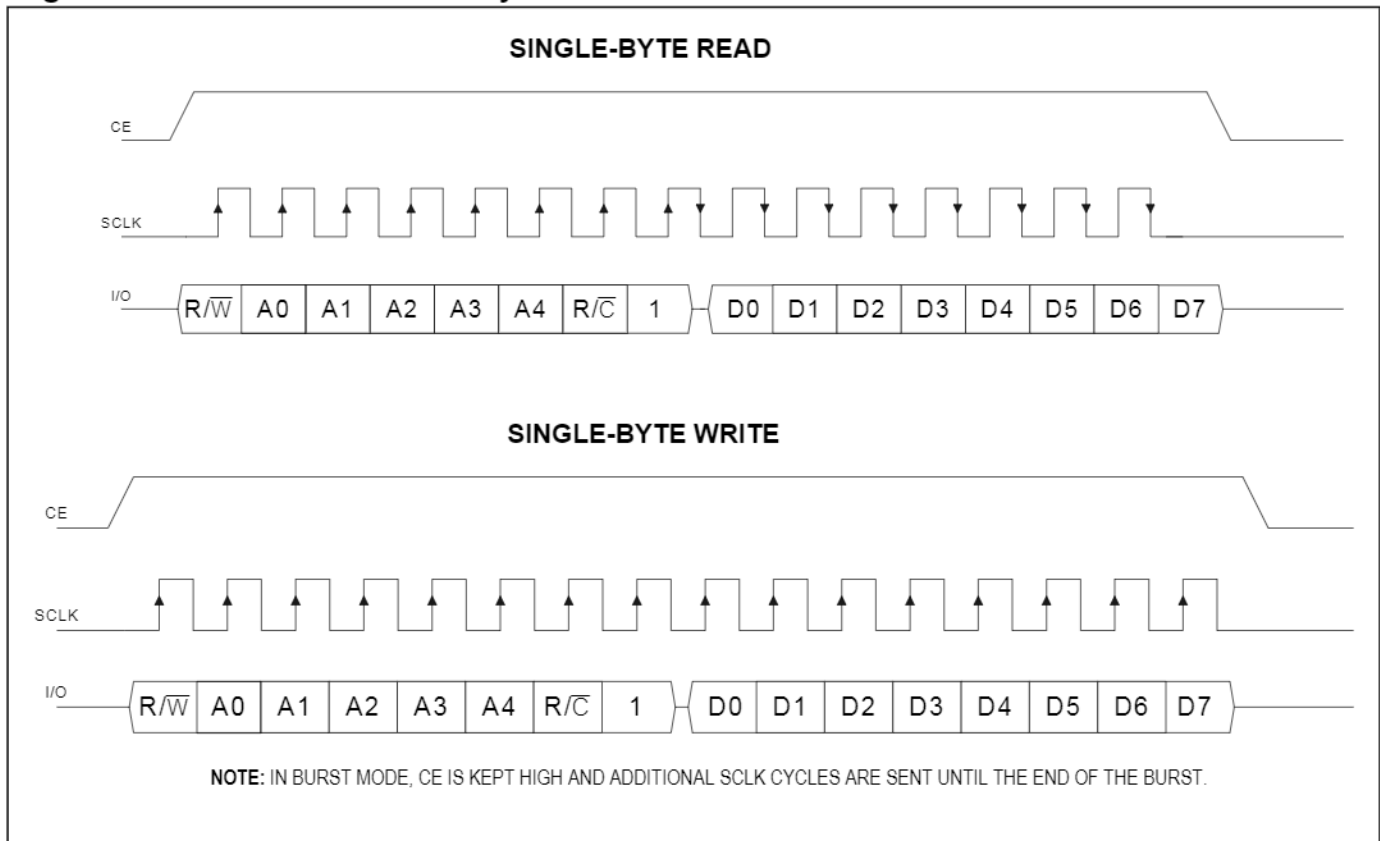 SINGLE-BYTE READ
CE
SCLK
I/O R/W̅ A0 A1 A2 A3 A4 R/C̅ 1 D0 D1 D2 D3 D4 D5 D6 D7
SINGLE-BYTE WRITE
CE
SCLK
I/O R/W̅ A0 A1 A2 A3 A4 R/C̅ 1 D0 D1 D2 D3 D4 D5 D6 D7
NOTE: IN BURST MODE, CE IS KEPT HIGH AND ADDITIONAL SCLK CYCLES ARE SENT UNTIL THE END OF THE BURST.